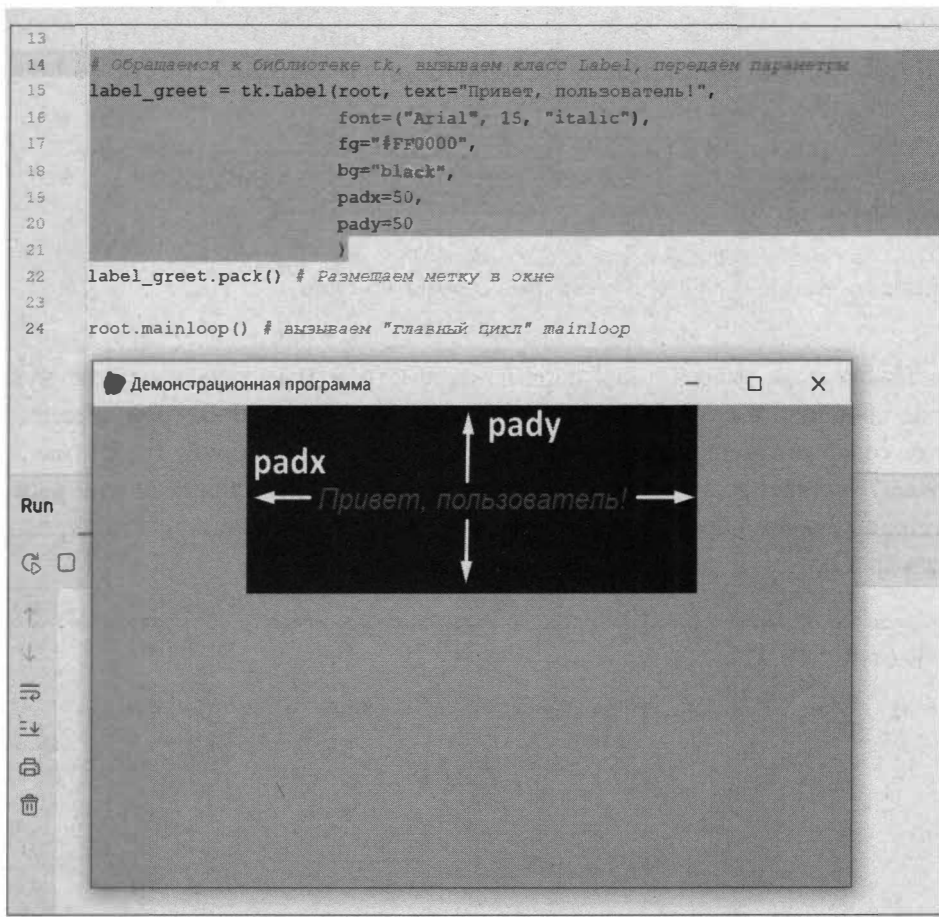 13
14 # Обращаемся к библиотеке tk, вызываем класс Label, передаем параметры
15 label_greet = tk.Label(root, text="Привет, пользователь!",
16 font=("Arial", 15, "italic"),
17 fg="#FF0000",
18 bg="black",
19 padx=50,
20 pady=50
21 )
22 label_greet.pack() # Размещаем метку в окне
23
24 root.mainloop() # вызываем "главный цикл" mainloop
Демонстрационная программа
pady
padx
Привет, пользователь!
Run